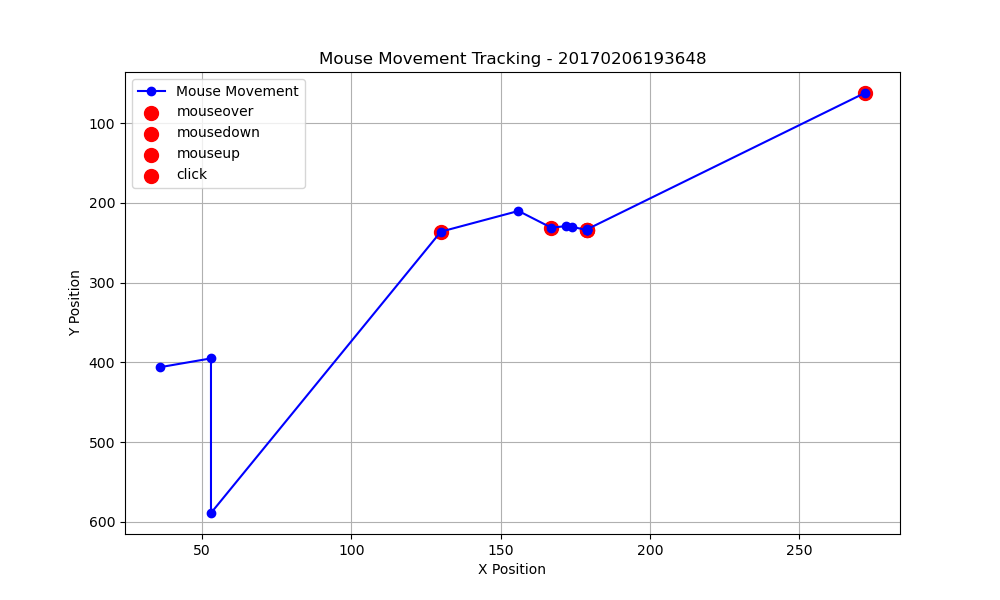 Mouse Movement Tracking - 20170206193648
Mouse Movement
mouseover
mousedown
mouseup
click
100
200
300
400
500
600
Y Position
50
100
150
200
250
X Position